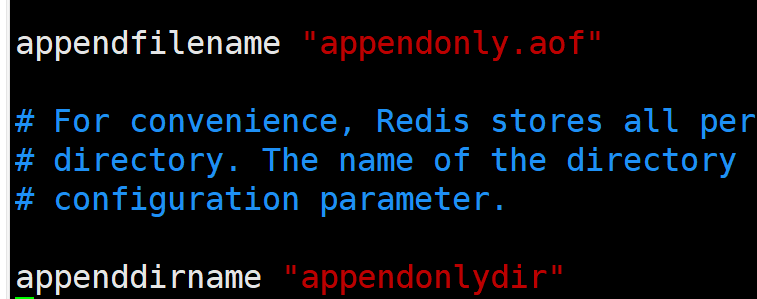 appendfilename "appendonly.aof"
# For convenience, Redis stores all per
# directory. The name of the directory
# configuration parameter.
appenddirname "appendonlydir"